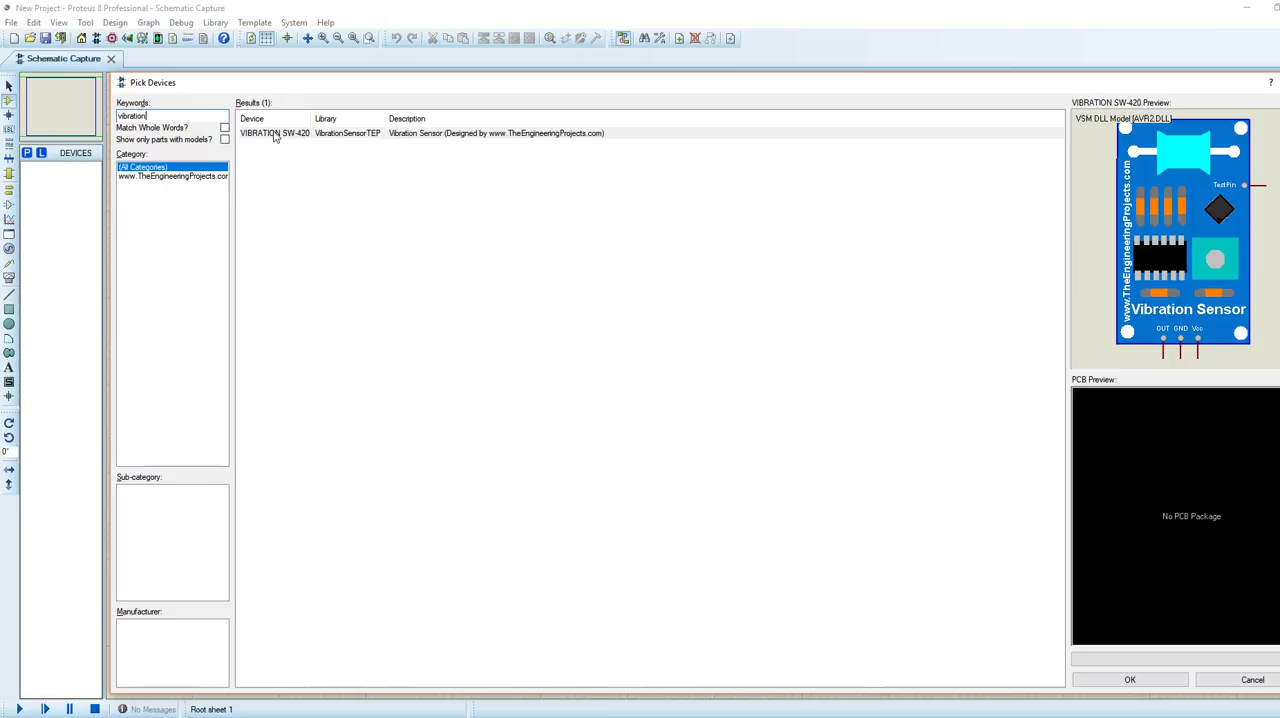 New Project - Proteus 8 Professional - Schematic Capture
File Edit View Tool Design Graph Debug Library Template System Help
Schematic Capture
Pick Devices
?
Keywords:
vibration
Match Whole Words?
Show only parts with models?
Category:
(All Categories)
www.TheEngineeringProjects.cor
Sub-category:
Manufacturer:
Results (1):
Device Library Description
VIBRATION SW-420 VibrationSensorTEP Vibration Sensor (Designed by www.TheEngineeringProjects.com)
VIBRATION SW-420 Preview:
VSM DLL Model [AVR2.DLL]
www.TheEngineeringProjects.com
TestPin
Vibration Sensor
OUT GND Vcc
PCB Preview:
No PCB Package
OK Cancel
P L DEVICES
LBL
A
0°
No Messages Root sheet 1